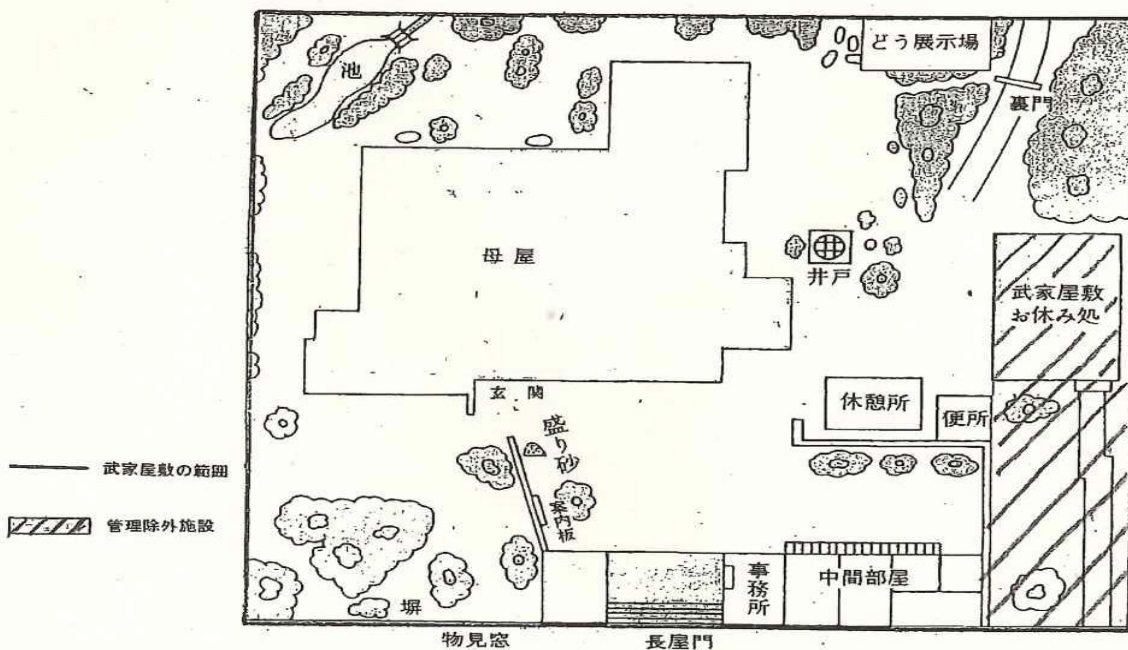 どう展示場
池
裏門
母屋
井戸
武家屋敷
お休み処
玄関
休憩所
便所
盛り砂
武家屋敷の範囲
案内板
管理除外施設
事務所
中間部屋
塀
物見窓
長屋門